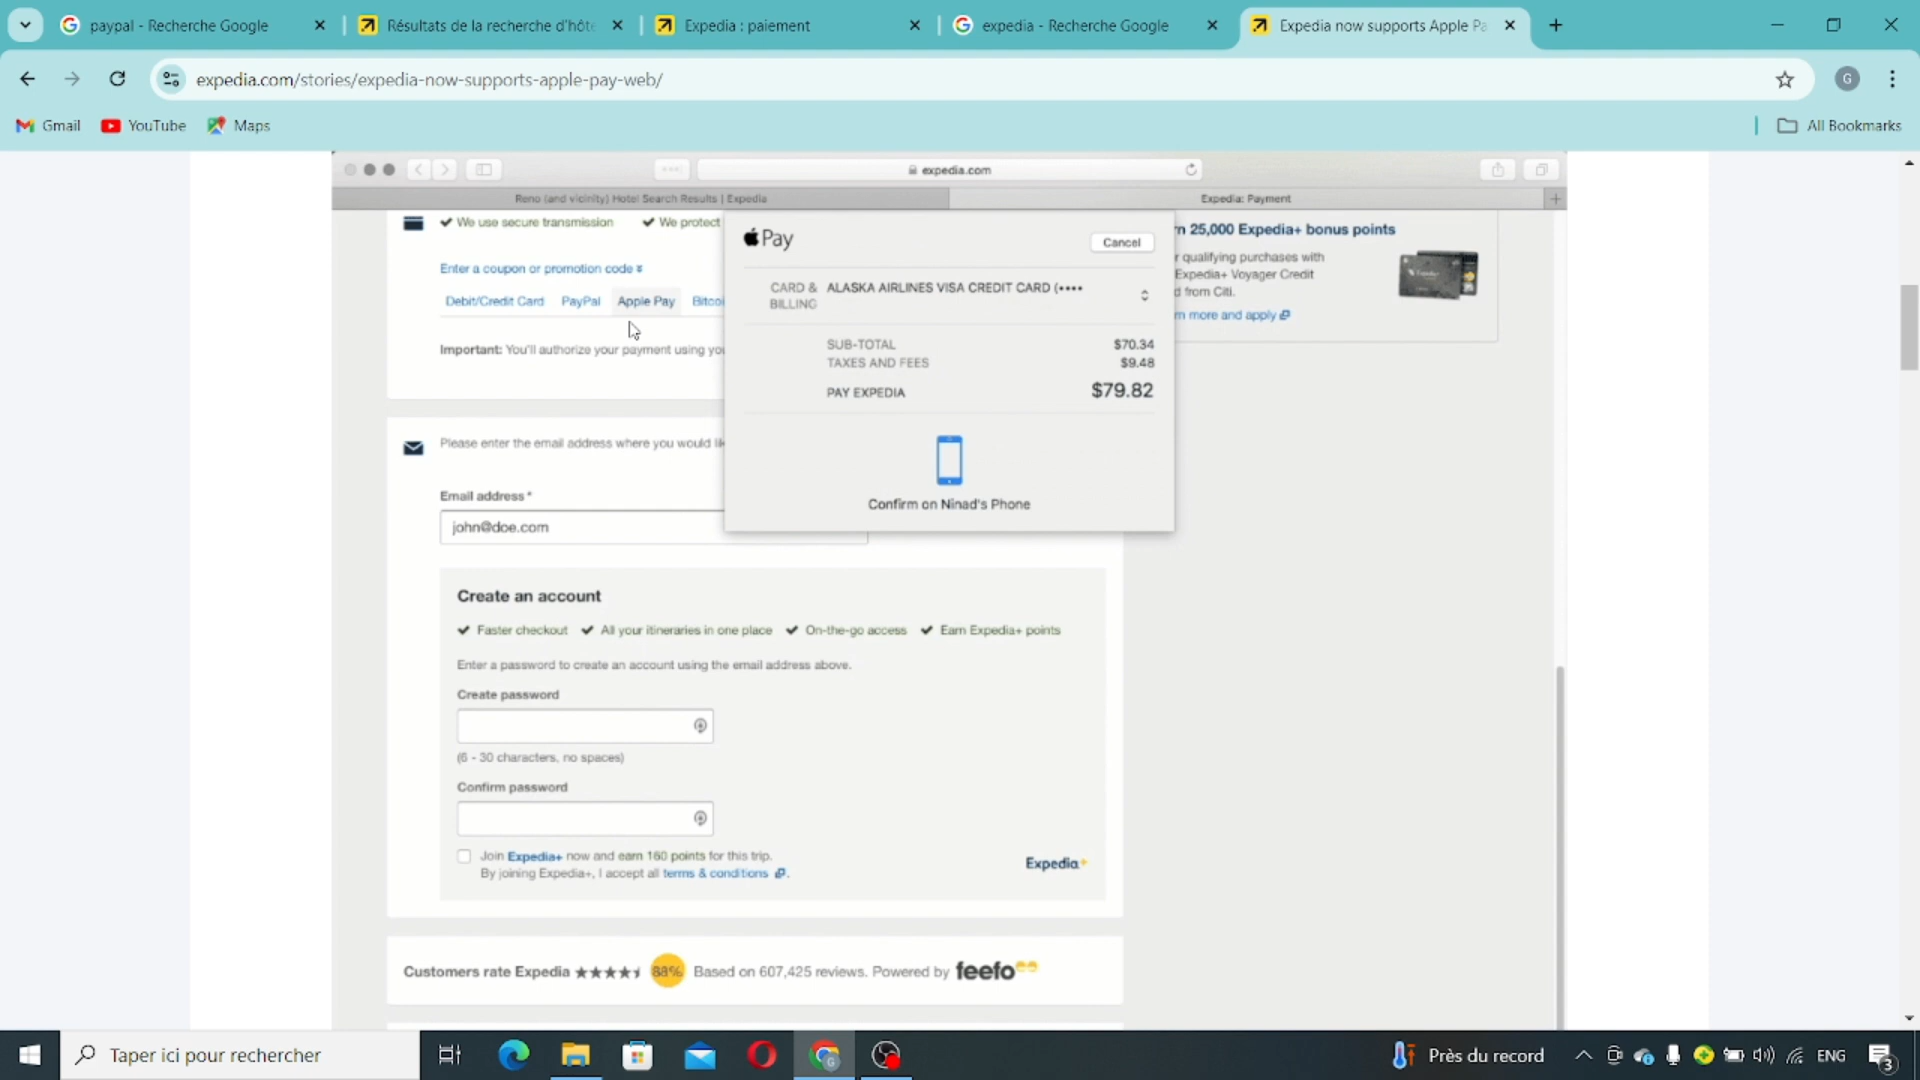 paypal - Recherche Google
Résultats de la recherche d'hôte
Expedia : paiement
expedia - Recherche Google
Expedia now supports Apple Pa
expedia.com/stories/expedia-now-supports-apple-pay-web/
G
Gmail
YouTube
Maps
All Bookmarks
expedia.com
Reno (and vicinity) Hotel Search Results | Expedia
Expedia: Payment
We use secure transmission
We protect
Enter a coupon or promotion code
Debit/Credit Card
PayPal
Apple Pay
Bitcoi
Important: You'll authorize your payment using you
Pay
Cancel
CARD & BILLING
ALASKA AIRLINES VISA CREDIT CARD (••••
SUB-TOTAL
$70.34
TAXES AND FEES
$9.48
PAY EXPEDIA
$79.82
Confirm on Ninad's Phone
rn 25,000 Expedia+ bonus points
r qualifying purchases with
Expedia+ Voyager Credit
d from Citi.
rn more and apply
Please enter the email address where you would lik
Email address *
john@doe.com
Create an account
Faster checkout
All your itineraries in one place
On-the-go access
Earn Expedia+ points
Enter a password to create an account using the email address above.
Create password
(6 - 30 characters, no spaces)
Confirm password
Join Expedia+ now and earn 160 points for this trip.
By joining Expedia+, I accept all terms & conditions.
Expedia+
Customers rate Expedia
88%
Based on 607,425 reviews. Powered by feefo
Taper ici pour rechercher
Près du record
ENG
3